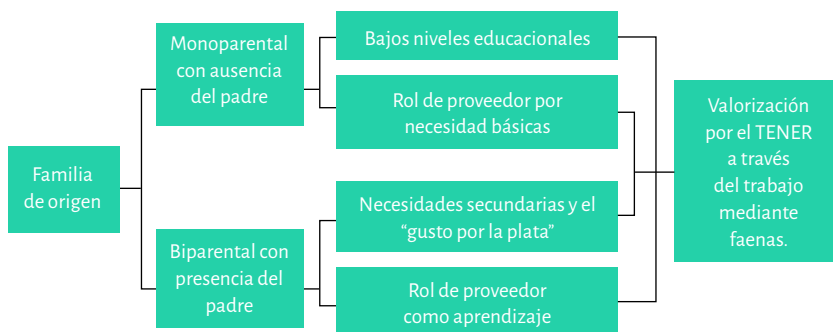 Familia
de origen
Monoparental
con ausencia
del padre
Biparental con
presencia del
padre
Bajos niveles educacionales
Rol de proveedor por
necesidad básicas
Necesidades secundarias y el
“gusto por la plata”
Rol de proveedor
como aprendizaje
Valorización
por el TENER
a través
del trabajo
mediante
faenas.